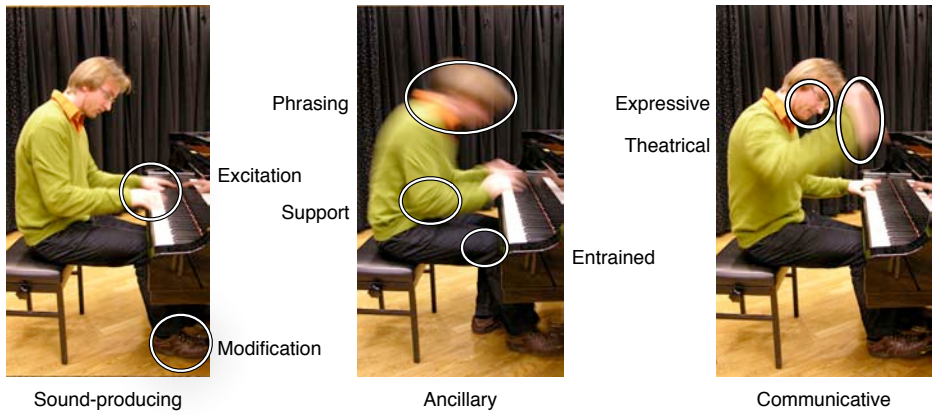 Phrasing
Expressive
Theatrical
Excitation
Support
Entrained
Modification
Sound-producing
Ancillary
Communicative